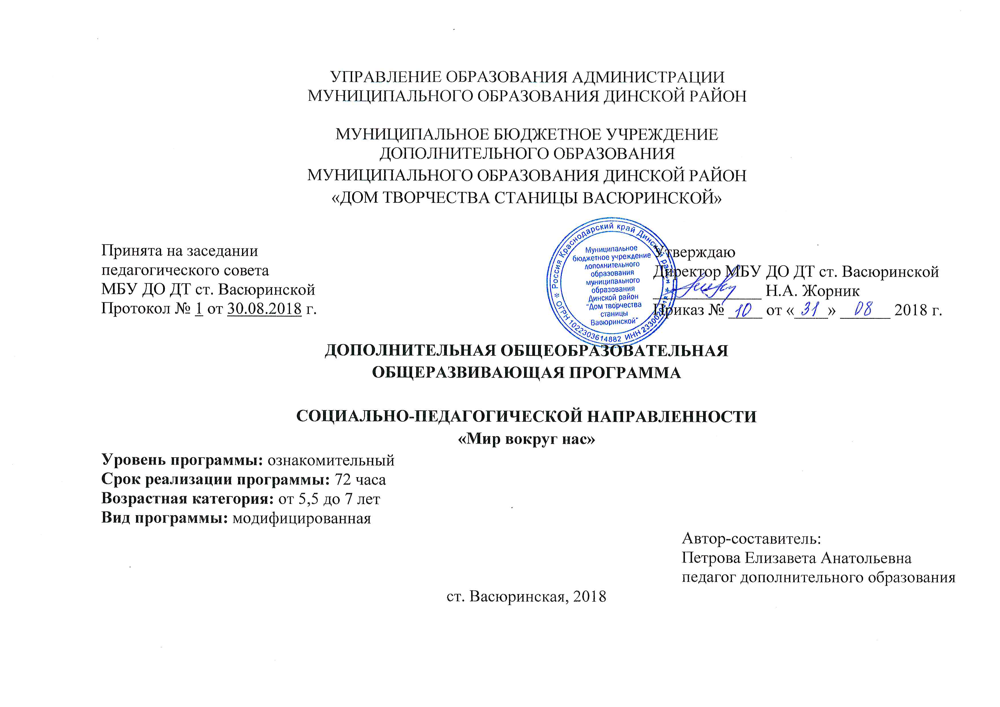 УПРАВЛЕНИЕ ОБРАЗОВАНИЯ АДМИНИСТРАЦИИ
МУНИЦИПАЛЬНОГО ОБРАЗОВАНИЯ ДИНСКОЙ РАЙОН
МУНИЦИПАЛЬНОЕ БЮДЖЕТНОЕ УЧРЕЖДЕНИЕ
ДОПОЛНИТЕЛЬНОГО ОБРАЗОВАНИЯ
МУНИЦИПАЛЬНОГО ОБРАЗОВАНИЯ ДИНСКОЙ РАЙОН
«ДОМ ТВОРЧЕСТВА СТАНИЦЫ ВАСЮРИНСКОЙ»
Принята на заседании
педагогического совета
МБУ ДО ДТ ст. Васюринской
Протокол № 1 от 30.08.2018 г.
Россия Краснодарский край Динской район
Муниципальное
бюджетное учреждение
дополнительного
образования
муниципального
образования
Динской район
"Дом творчества
станицы
Васюринской"
ОГРН 1022303614882 ИНН
Утверждаю
Директор МБУ ДО ДТ ст. Васюринской
Н.А. Жорник
Приказ № 10 от «31» 08 2018 г.
ДОПОЛНИТЕЛЬНАЯ ОБЩЕОБРАЗОВАТЕЛЬНАЯ
ОБЩЕРАЗВИВАЮЩАЯ ПРОГРАММА
СОЦИАЛЬНО-ПЕДАГОГИЧЕСКОЙ НАПРАВЛЕННОСТИ
«Мир вокруг нас»
Уровень программы: ознакомительный
Срок реализации программы: 72 часа
Возрастная категория: от 5,5 до 7 лет
Вид программы: модифицированная
Автор-составитель:
Петрова Елизавета Анатольевна
педагог дополнительного образования
ст. Васюринская, 2018